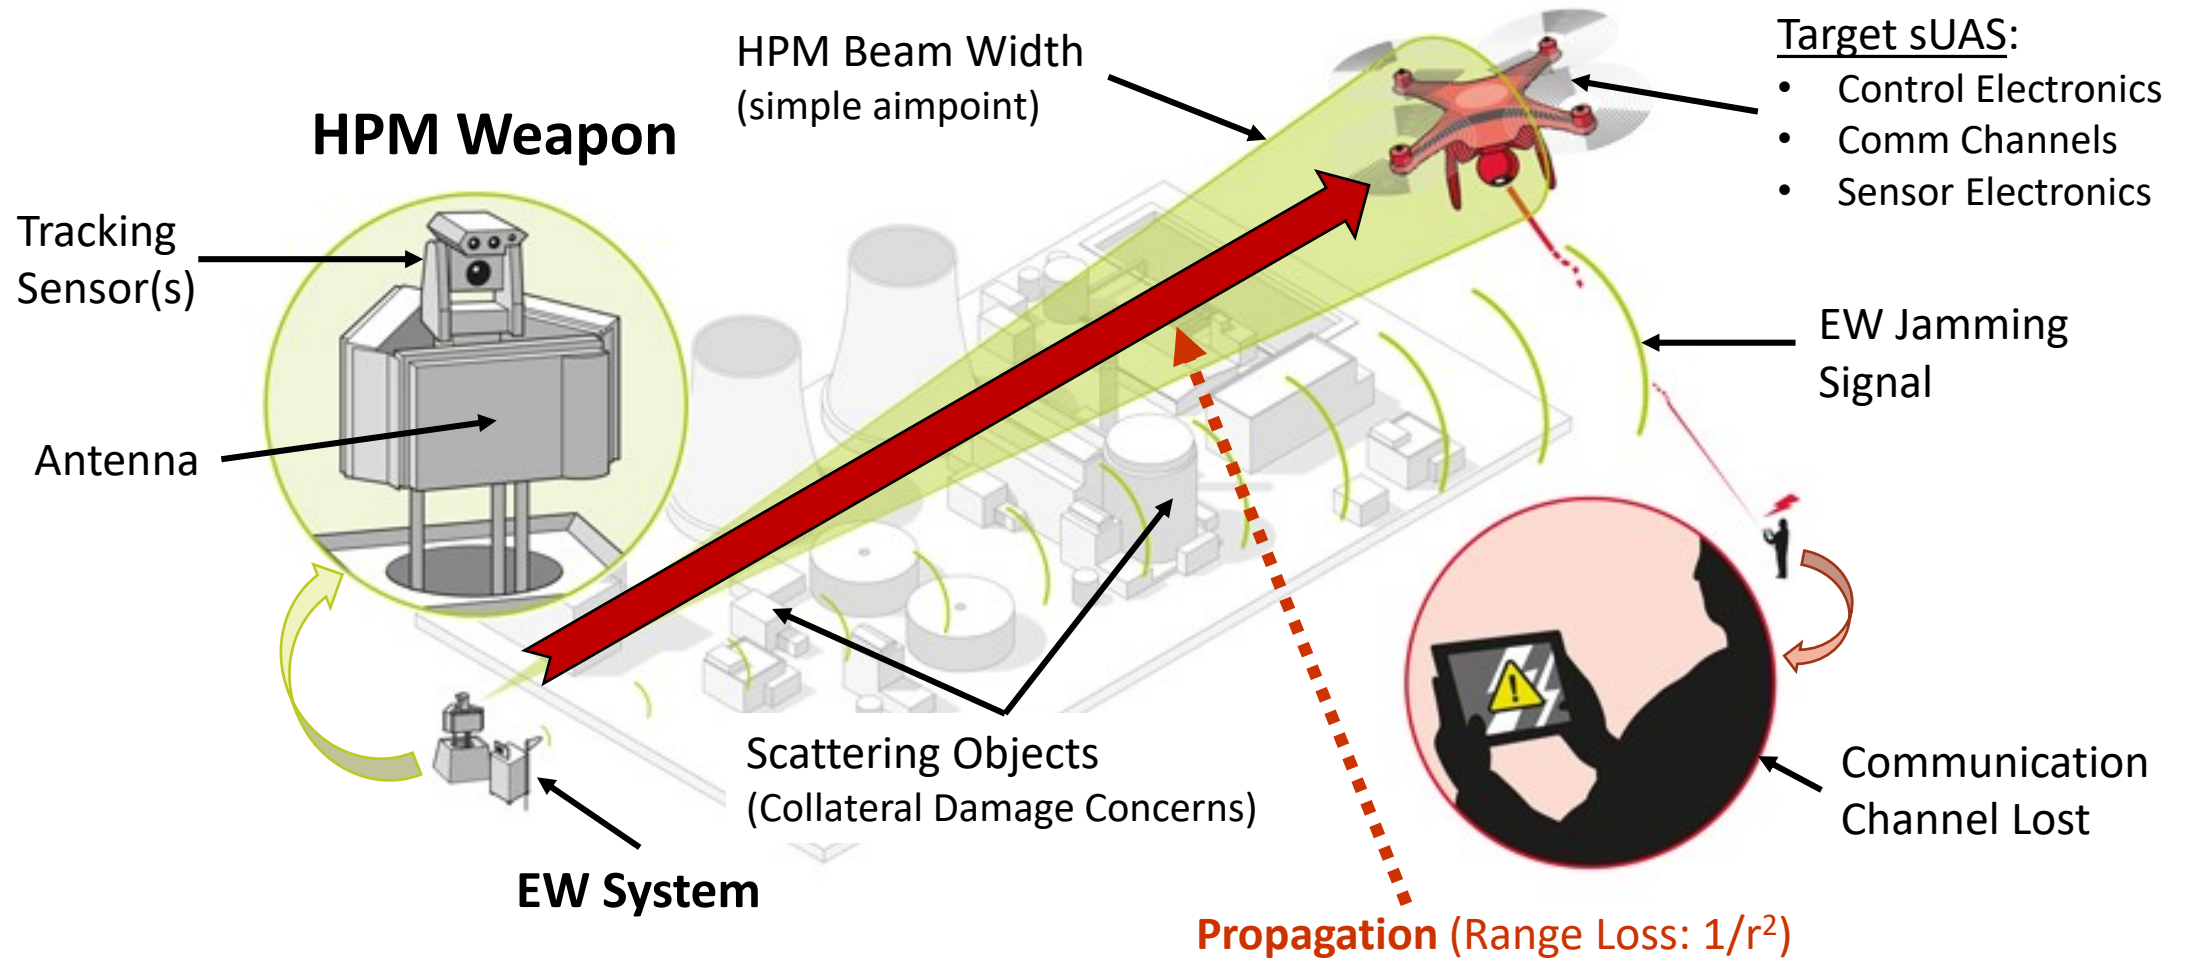 HPM Weapon
Tracking
Sensor(s)
Antenna
HPM Beam Width
(simple aimpoint)
Target sUAS:
• Control Electronics
• Comm Channels
• Sensor Electronics
EW Jamming
Signal
Scattering Objects
(Collateral Damage Concerns)
Communication
Channel Lost
EW System
Propagation (Range Loss: 1/r²)